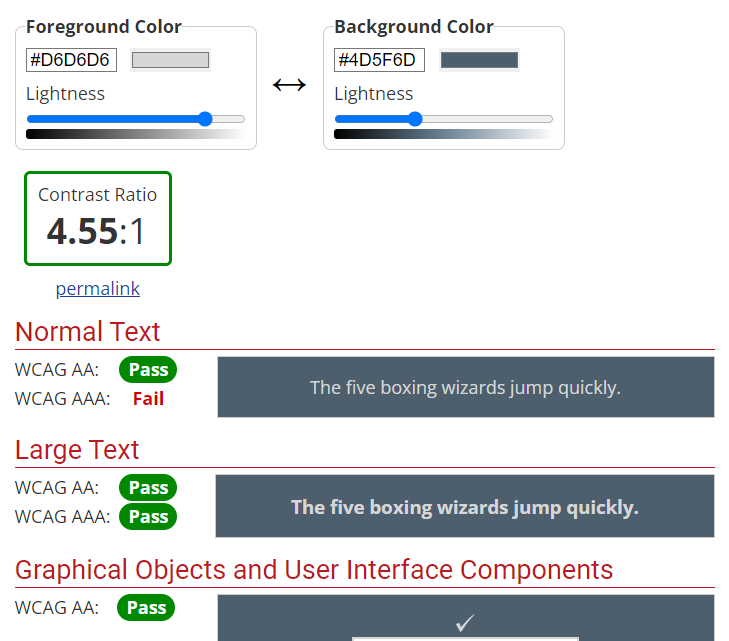 Foreground Color
#D6D6D6
Lightness
Background Color
#4D5F6D
Lightness
Contrast Ratio
4.55:1
permalink
Normal Text
WCAG AA: Pass
WCAG AAA: Fail
The five boxing wizards jump quickly.
Large Text
WCAG AA: Pass
WCAG AAA: Pass
The five boxing wizards jump quickly.
Graphical Objects and User Interface Components
WCAG AA: Pass